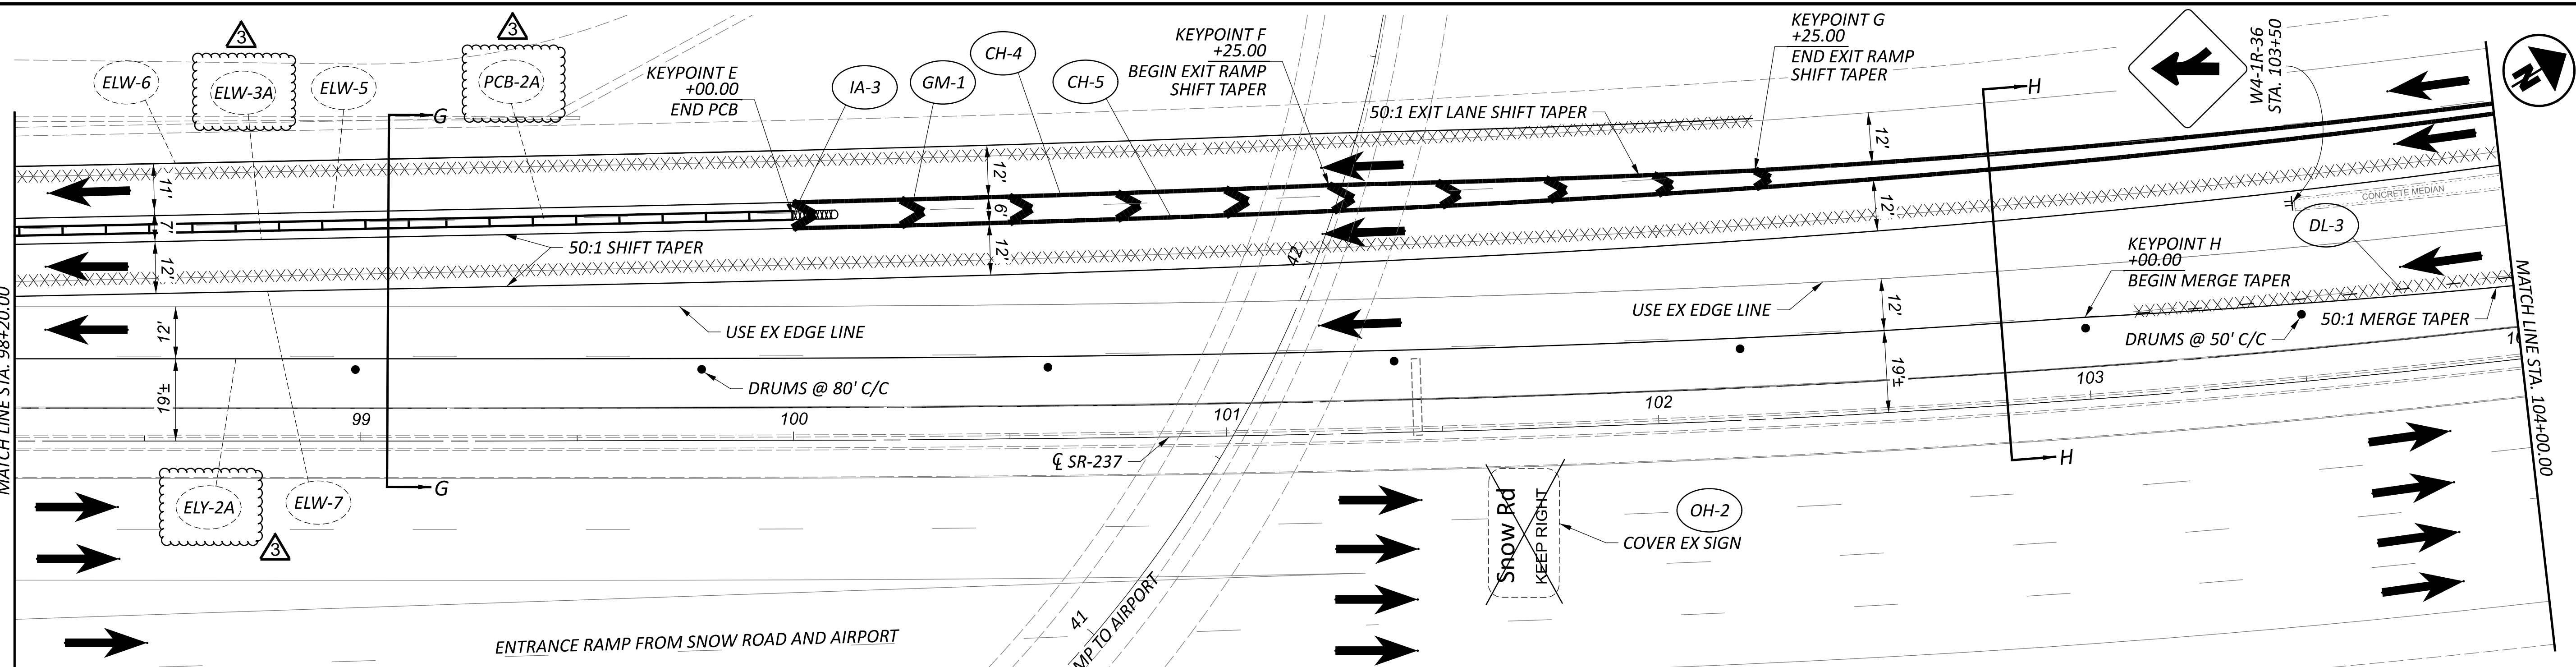 3
3
ELW-6
ELW-3A
ELW-5
PCB-2A
G
KEYPOINT E
+00.00
END PCB
IA-3
GM-1
CH-4
CH-5
KEYPOINT F
+25.00
BEGIN EXIT RAMP
SHIFT TAPER
50:1 EXIT LANE SHIFT TAPER
KEYPOINT G
+25.00
END EXIT RAMP
SHIFT TAPER
H
W4-1R-36
STA. 103+50
N
12'
11'
12'
6'
7'
12'
12'
12'
CONCRETE MEDIAN
DL-3
50:1 SHIFT TAPER
42
KEYPOINT H
+00.00
BEGIN MERGE TAPER
MATCH LINE STA. 98+20.00
USE EX EDGE LINE
USE EX EDGE LINE
12'
12'
50:1 MERGE TAPER
DRUMS @ 50' C/C
MATCH LINE STA. 104+00.00
19'±
DRUMS @ 80' C/C
19'±
99
100
101
102
103
℄ SR-237
G
H
ELY-2A
ELW-7
3
Snow Rd
KEEP RIGHT
OH-2
COVER EX SIGN
41
MP TO AIRPORT
ENTRANCE RAMP FROM SNOW ROAD AND AIRPORT